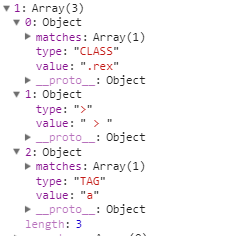 ▼ 1: Array(3)
▼ 0: Object
▶ matches: Array(1)
type: "CLASS"
value: ".rex"
▶ __proto__: Object
▼ 1: Object
type: ">"
value: " > "
▶ __proto__: Object
▼ 2: Object
▶ matches: Array(1)
type: "TAG"
value: "a"
▶ __proto__: Object
length: 3